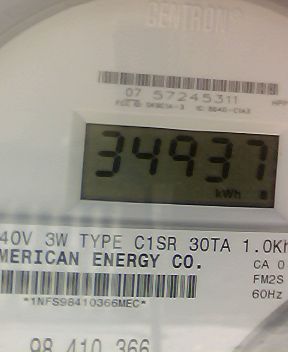 CENTRON®
07 57245311
34937
kWh
40V 3W TYPE C1SR 30TA 1.0Kh
MERICAN ENERGY CO.
CA 0
FM2S
*1NFS98410366MEC*
60Hz
98 410 366